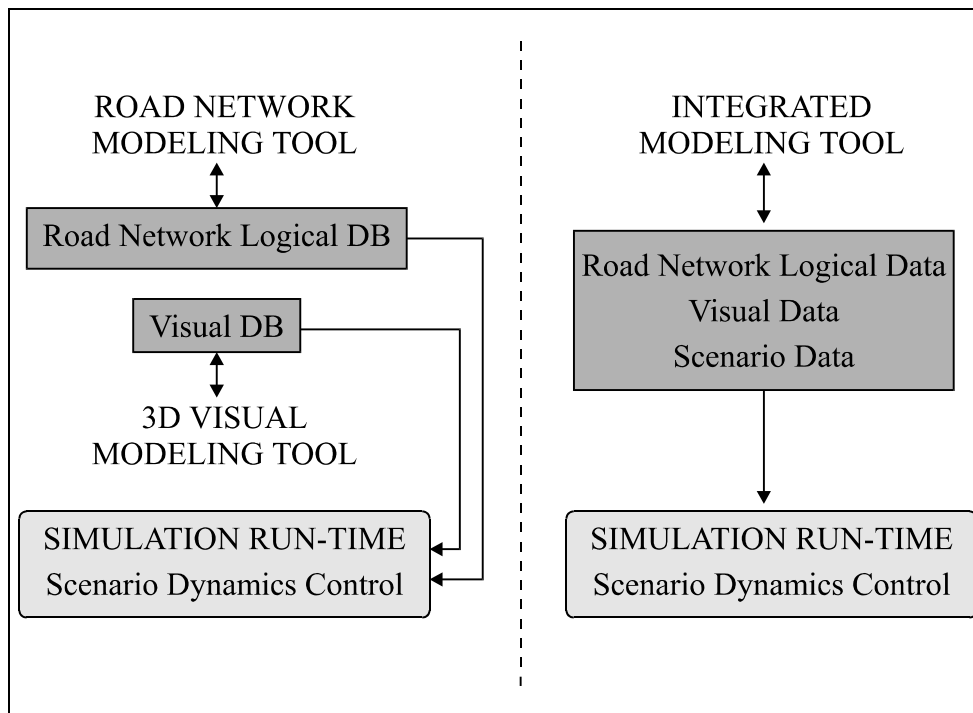 ROAD NETWORK
MODELING TOOL
Road Network Logical DB
Visual DB
3D VISUAL
MODELING TOOL
SIMULATION RUN-TIME
Scenario Dynamics Control
INTEGRATED
MODELING TOOL
Road Network Logical Data
Visual Data
Scenario Data
SIMULATION RUN-TIME
Scenario Dynamics Control